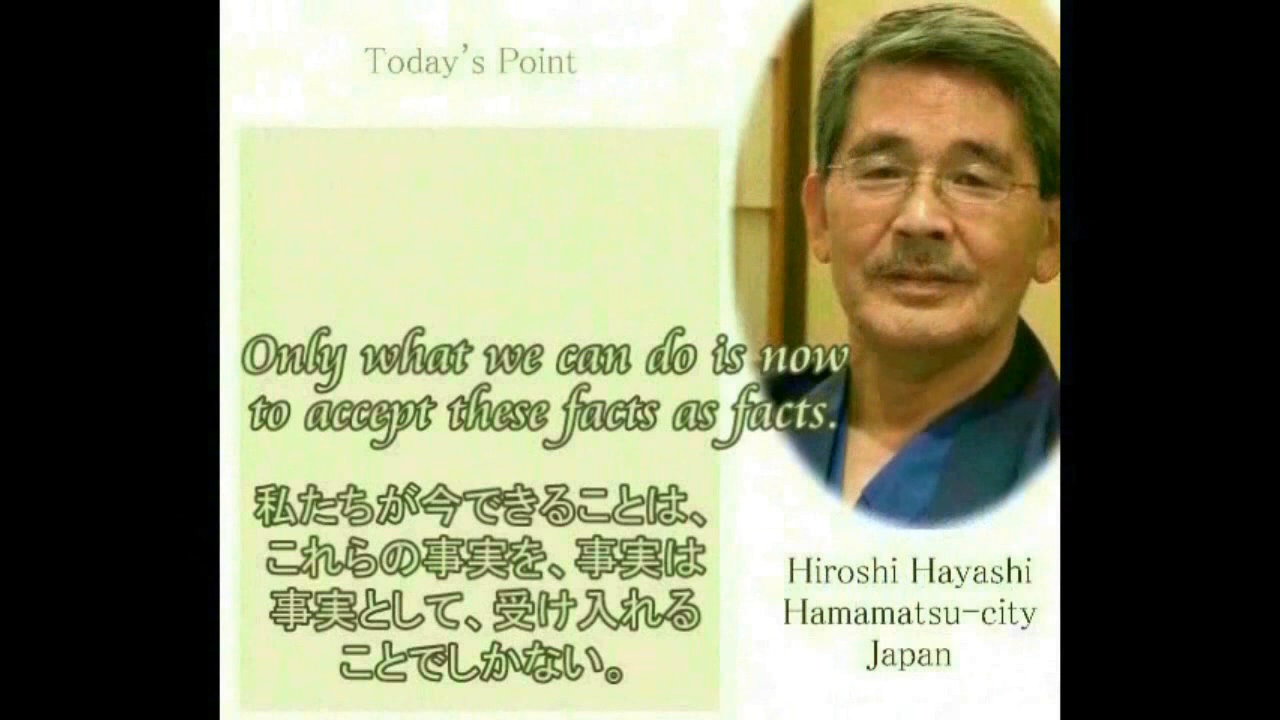 Today's Point
Only what we can do is now
to accept these facts as facts.
私たちが今できることは、
これらの事実を、事実は
事実として、受け入れる
ことでしかない。
Hiroshi Hayashi
Hamamatsu-city
Japan